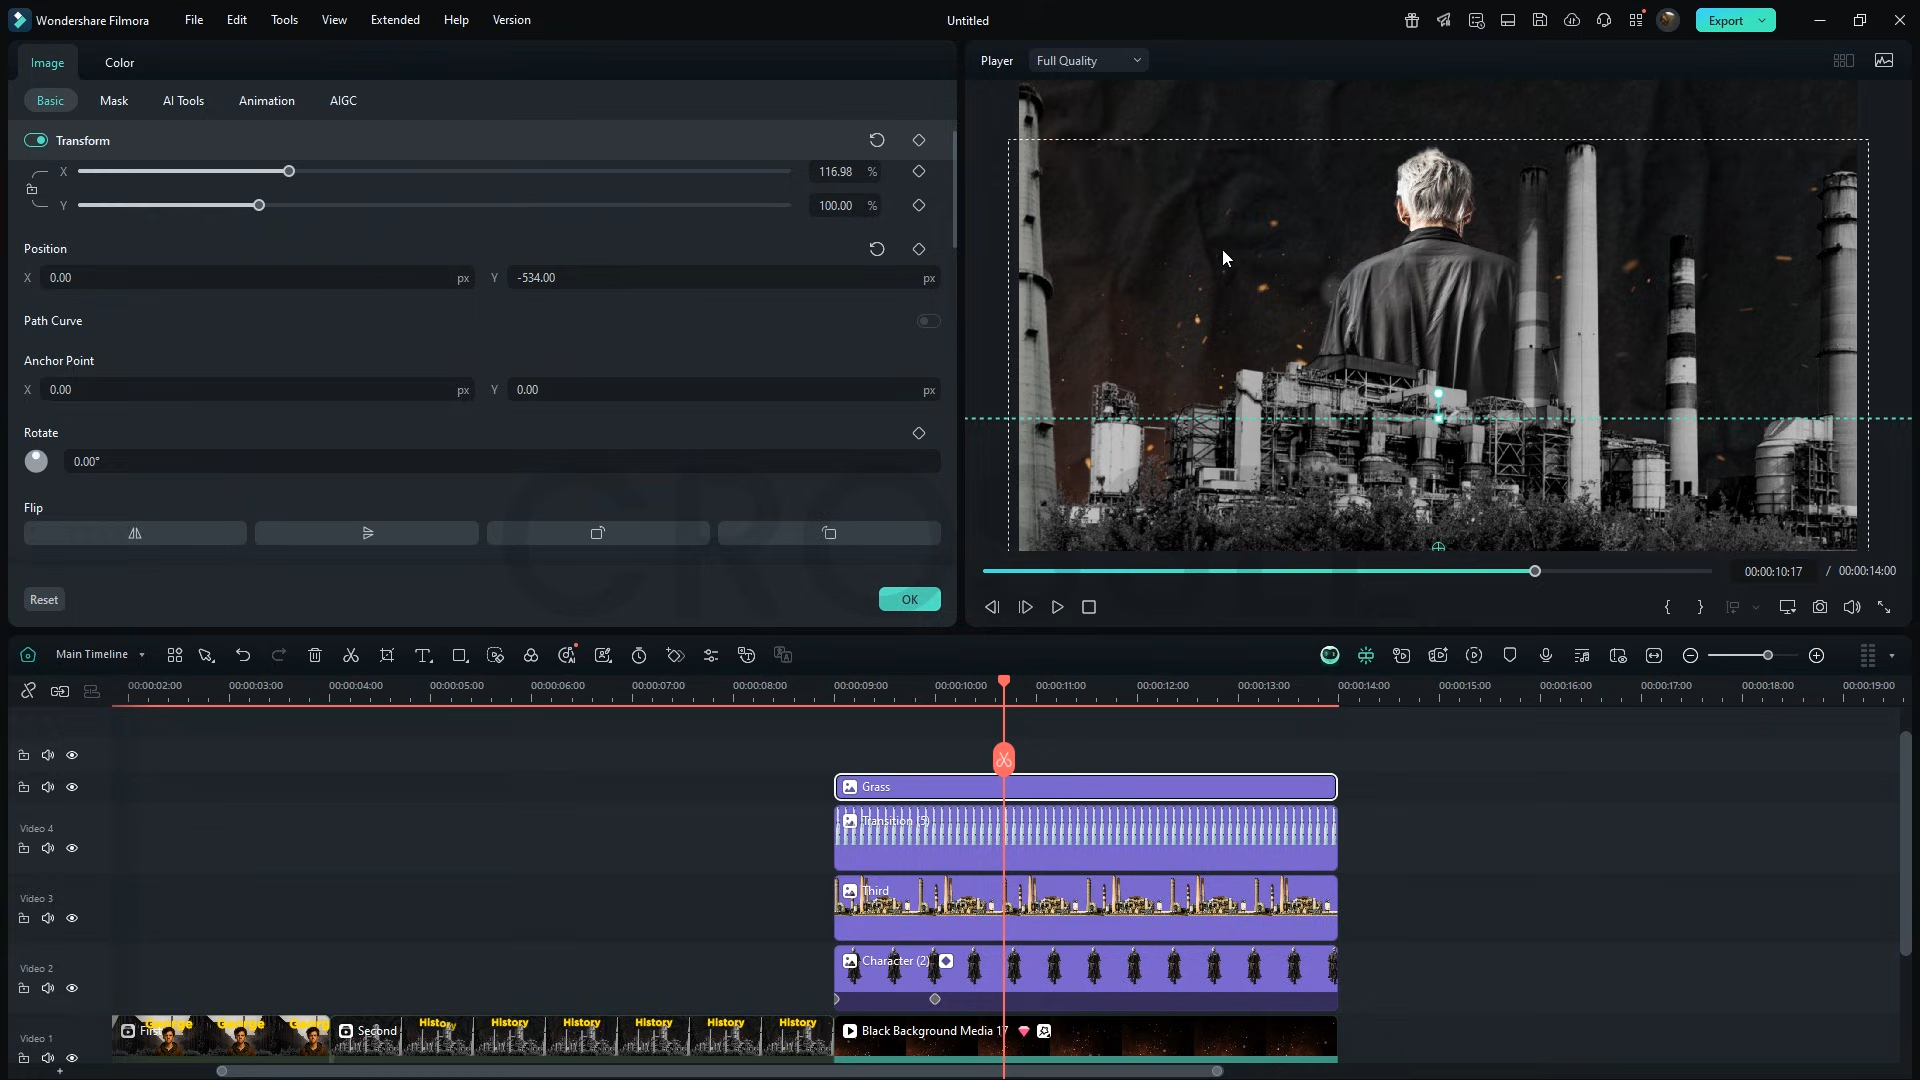 Wondershare Filmora File Edit Tools View Extended Help Version Untitled Export
Image Color
Player Full Quality
Basic Mask AI Tools Animation AIGC
Transform
X 116.98 %
Y 100.00 %
Position
X 0.00 px Y -534.00 px
Path Curve
Anchor Point
X 0.00 px Y 0.00 px
Rotate
0.00°
Flip
Reset OK
00:00:10:17 / 00:00:14:00
Main Timeline
00:00:02:00 00:00:03:00 00:00:04:00 00:00:05:00 00:00:06:00 00:00:07:00 00:00:08:00 00:00:09:00 00:00:10:00 00:00:11:00 00:00:12:00 00:00:13:00 00:00:14:00 00:00:15:00 00:00:16:00 00:00:17:00 00:00:18:00 00:00:19:00
Grass
Video 4
Transition (5)
Video 3
Third
Video 2
Character (2)
Video 1
First George George Second History History History History History History Black Background Media 17